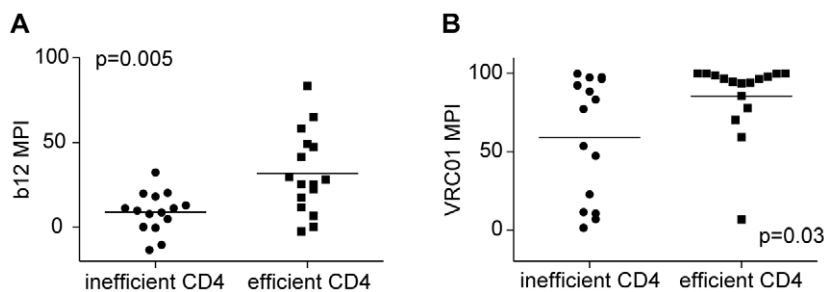 A
b12 MPI
100
50
0
p=0.005
inefficient CD4
efficient CD4
B
VRC01 MPI
100
50
0
p=0.03
inefficient CD4
efficient CD4